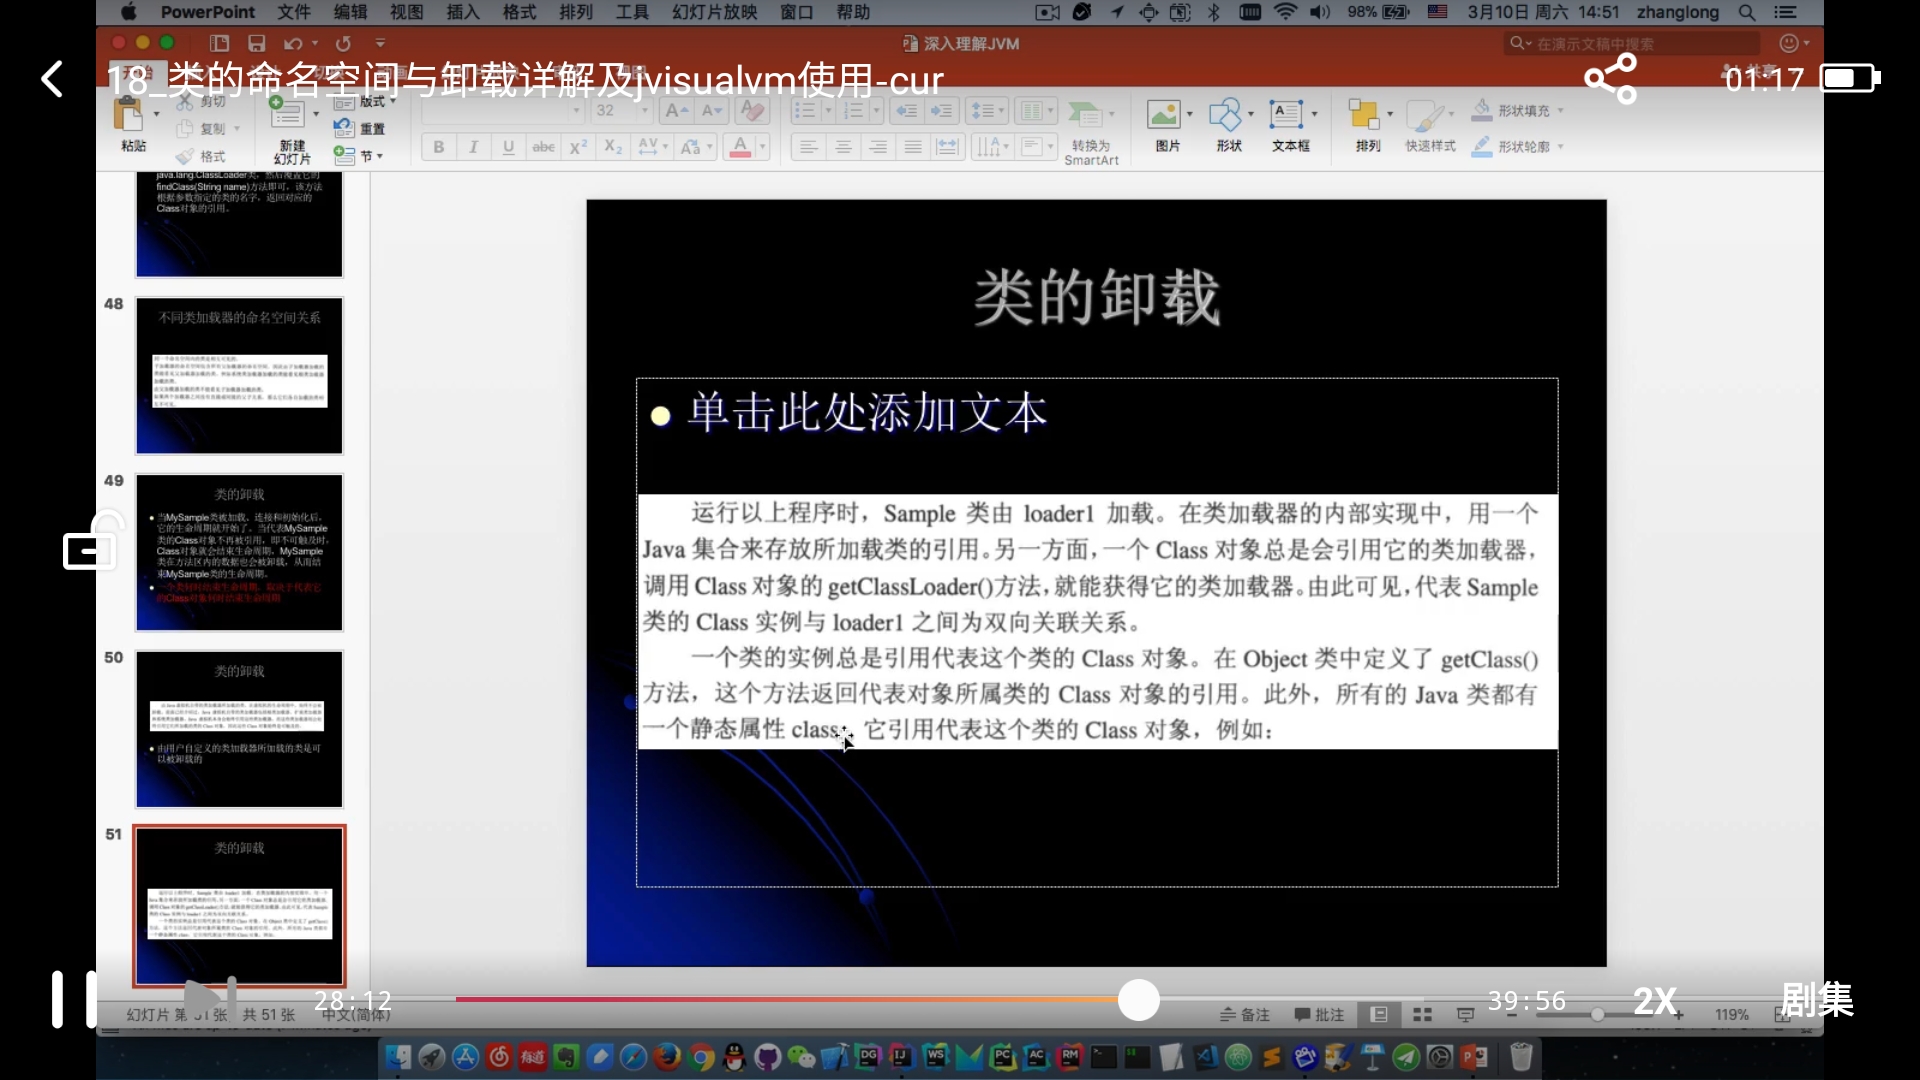 PowerPoint 文件 编辑 视图 插入 格式 排列 工具 幻灯片放映 窗口 帮助 98% 3月10日 周六 14:51 zhanglong
深入理解JVM
在演示文稿中搜索
18_类的命名空间与卸载详解及jvisualvm使用-cur
01:17
粘贴 剪切 复制 格式
新建
幻灯片
版式
重置
节
32
转换为
SmartArt
图片 形状 文本框 排列 快速样式 形状填充
形状轮廓
java.lang.ClassLoader类，然后覆盖它的
findClass(String name)方法即可，该方法
根据参数指定的类的名字，返回对应的
Class对象的引用。
48
不同类加载器的命名空间关系
49
类的卸载
当MySample类被加载、连接和初始化后，
它的生命周期就开始了。当代表MySample
类的Class对象不再被引用，即不可触及时，
Class对象就会结束生命周期，MySample
类在方法区内的数据也会被卸载，从而结
束MySample类的生命周期。
一个类何时结束生命周期，取决于代表它
的Class对象何时结束生命周期
50
类的卸载
由用户自定义的类加载器所加载的类是可
以被卸载的
51
类的卸载
类的卸载
单击此处添加文本
运行以上程序时，Sample 类由 loader1 加载。在类加载器的内部实现中，用一个
Java 集合来存放所加载类的引用。另一方面，一个 Class 对象总是会引用它的类加载器，
调用 Class 对象的 getClassLoader()方法，就能获得它的类加载器。由此可见，代表 Sample
类的 Class 实例与 loader1 之间为双向关联关系。
一个类的实例总是引用代表这个类的 Class 对象。在 Object 类中定义了 getClass()
方法，这个方法返回代表对象所属类的 Class 对象的引用。此外，所有的 Java 类都有
一个静态属性 class，它引用代表这个类的 Class 对象，例如：
28:12
39:56 2X 剧集
幻灯片 第 51 张，共 51 张 中文(简体) 备注 批注 119%
有道 DG IJ WS PC AC RM